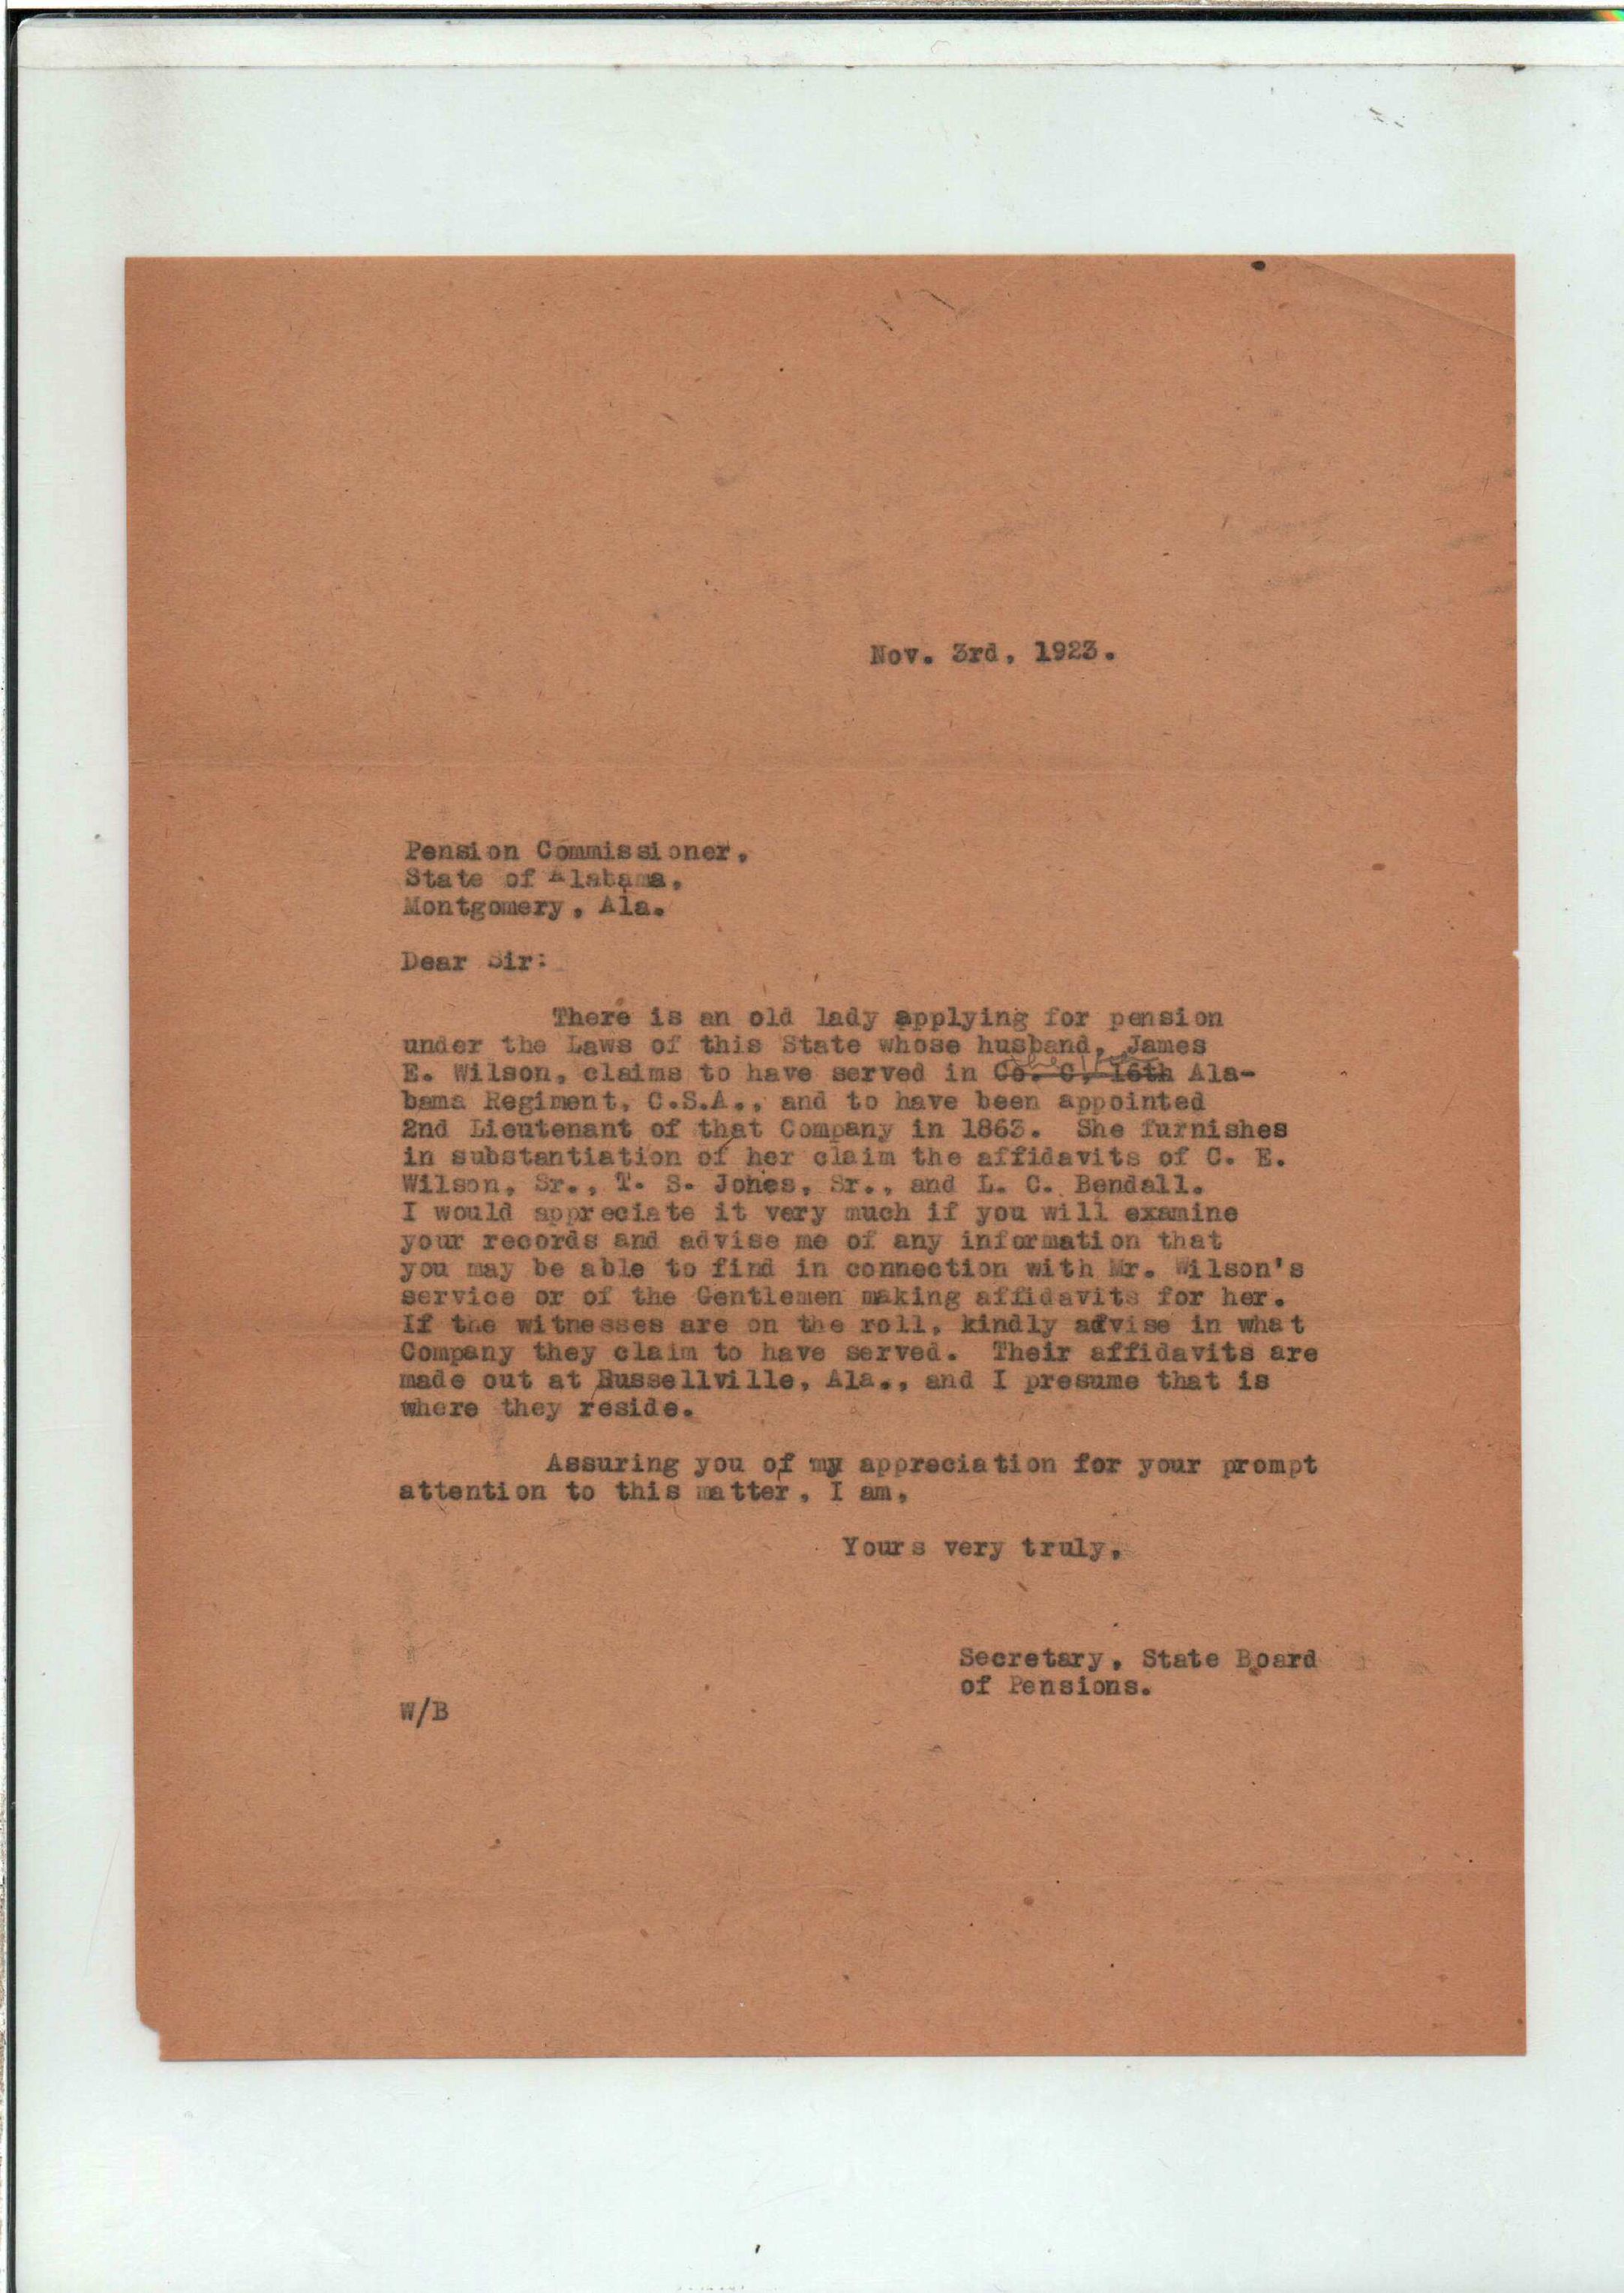 Nov. 3rd, 1923.
Pension Commissioner,
State of Alabama,
Montgomery, Ala.
Dear Sir:
There is an old lady applying for pension
under the Laws of this State whose husband, James
E. Wilson, claims to have served in Co. C, 16th Ala-
bama Regiment, C.S.A., and to have been appointed
2nd Lieutenant of that Company in 1863. She furnishes
in substantiation of her claim the affidavits of C. E.
Wilson, Sr., T. S. Jones, Sr., and L. C. Bendall.
I would appreciate it very much if you will examine
your records and advise me of any information that
you may be able to find in connection with Mr. Wilson's
service or of the Gentlemen making affidavits for her.
If the witnesses are on the roll, kindly advise in what
Company they claim to have served. Their affidavits are
made out at Russellville, Ala., and I presume that is
where they reside.
Assuring you of my appreciation for your prompt
attention to this matter, I am,
Yours very truly,
Secretary, State Board
of Pensions.
W/B